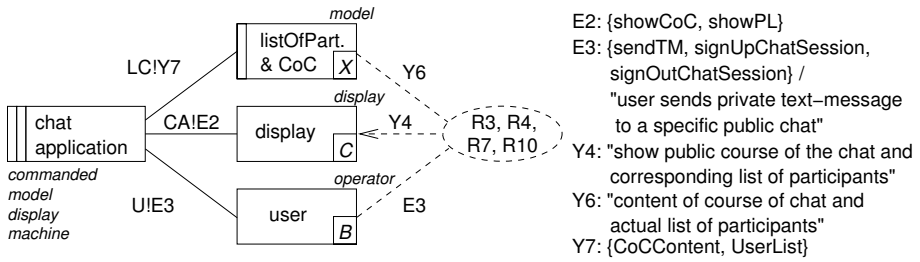 model
listOfPart.
& CoC
X
LC!Y7
Y6
display
chat
application
CA!E2
display
C
Y4
R3, R4,
R7, R10
commanded
model
display
machine
U!E3
operator
user
B
E3
E2: {showCoC, showPL}
E3: {sendTM, signUpChatSession,
signOutChatSession} /
"user sends private text−message
to a specific public chat"
Y4: "show public course of the chat and
corresponding list of participants"
Y6: "content of course of chat and
actual list of participants"
Y7: {CoCContent, UserList}